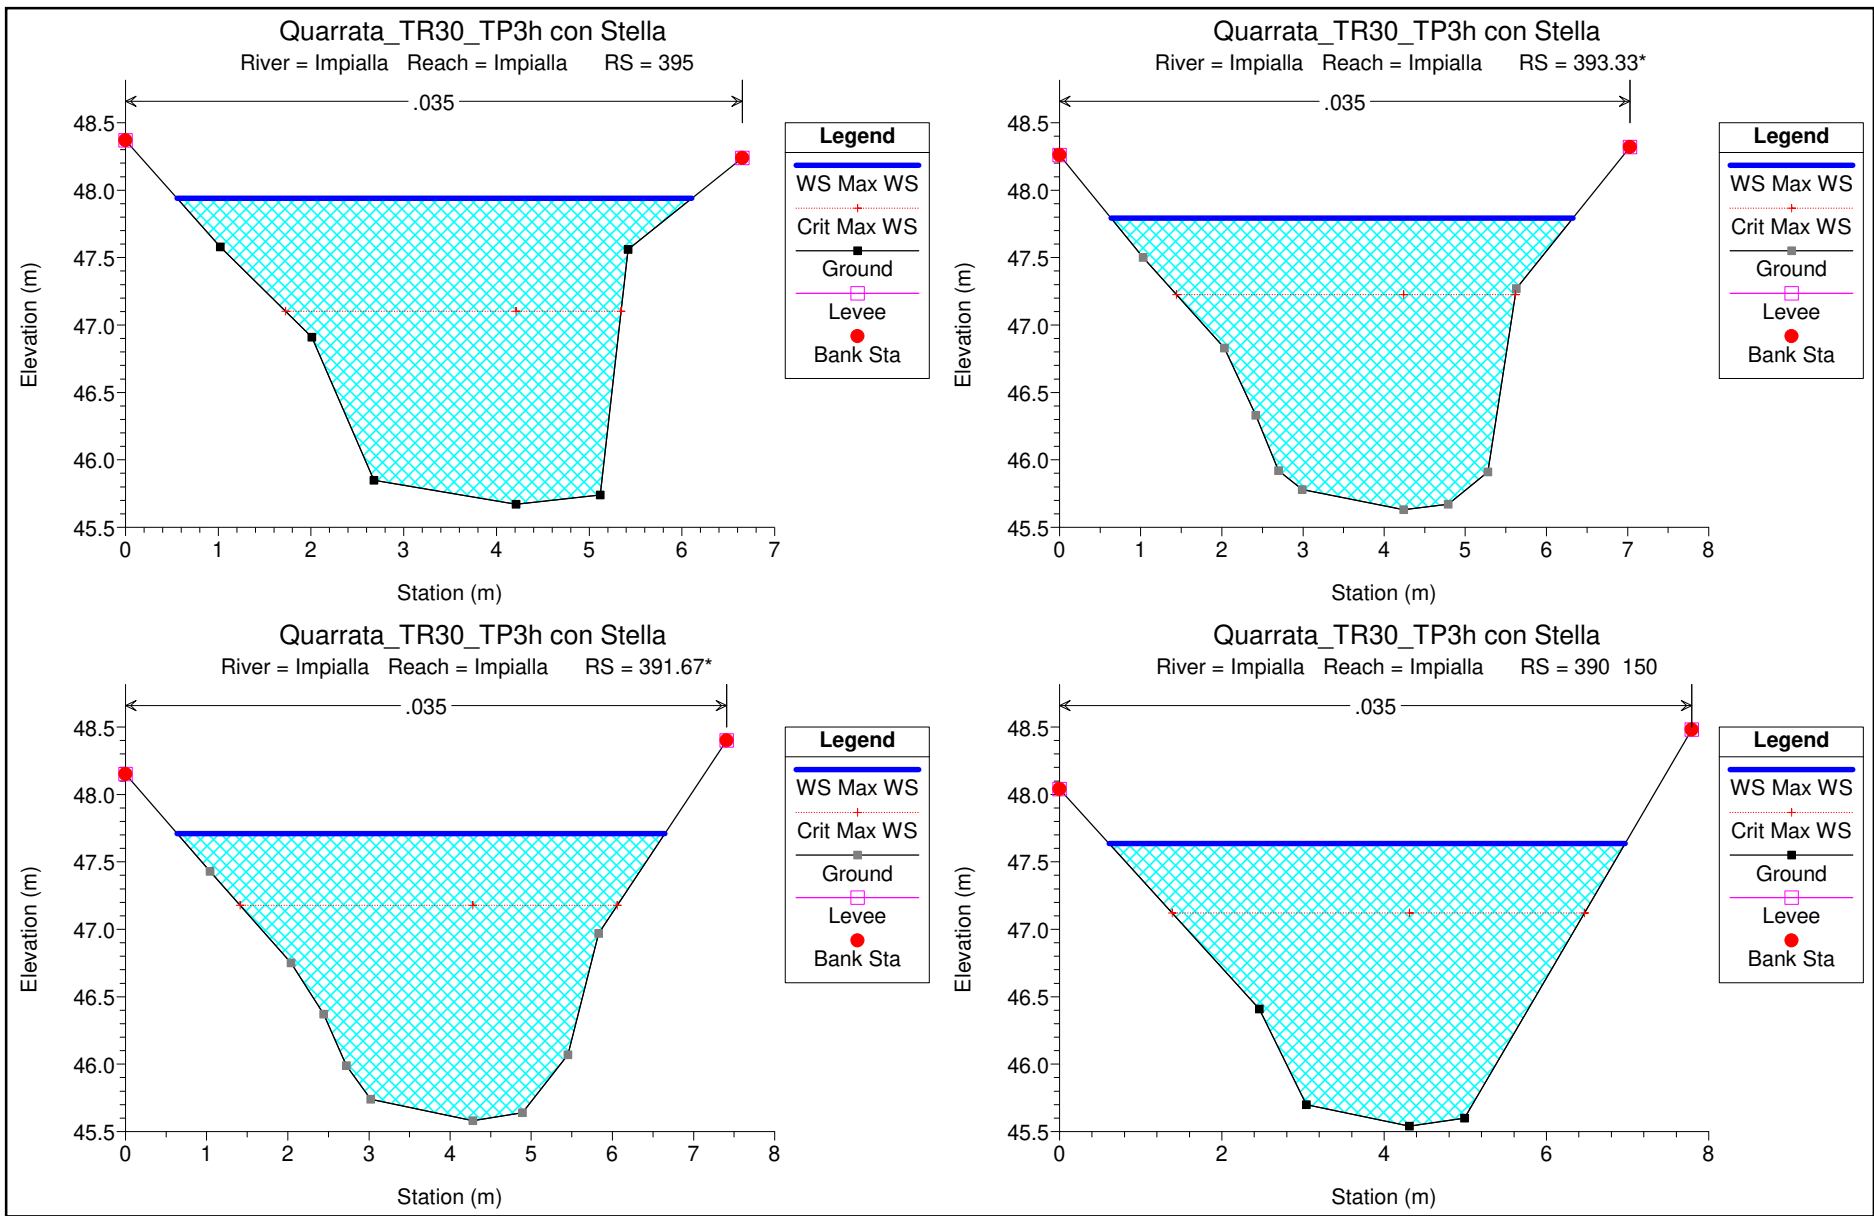 Quarrata_TR30_TP3h con Stella
River = Impialla Reach = Impialla RS = 395
.035
48.5
48.0
47.5
47.0
46.5
46.0
45.5
Elevation (m)
0 1 2 3 4 5 6 7
Station (m)
Legend
WS Max WS
Crit Max WS
Ground
Levee
Bank Sta
Quarrata_TR30_TP3h con Stella
River = Impialla Reach = Impialla RS = 393.33*
.035
48.5
48.0
47.5
47.0
46.5
46.0
45.5
Elevation (m)
0 1 2 3 4 5 6 7 8
Station (m)
Legend
WS Max WS
Crit Max WS
Ground
Levee
Bank Sta
Quarrata_TR30_TP3h con Stella
River = Impialla Reach = Impialla RS = 391.67*
.035
48.5
48.0
47.5
47.0
46.5
46.0
45.5
Elevation (m)
0 1 2 3 4 5 6 7 8
Station (m)
Legend
WS Max WS
Crit Max WS
Ground
Levee
Bank Sta
Quarrata_TR30_TP3h con Stella
River = Impialla Reach = Impialla RS = 390 150
.035
48.5
48.0
47.5
47.0
46.5
46.0
45.5
Elevation (m)
0 2 4 6 8
Station (m)
Legend
WS Max WS
Crit Max WS
Ground
Levee
Bank Sta